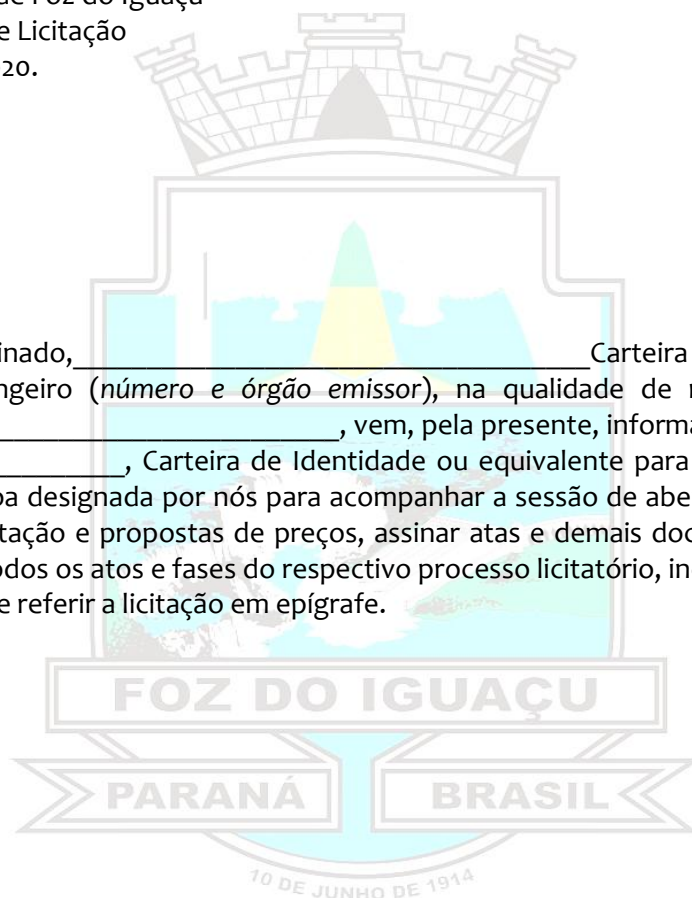 de Foz do Iguaçu
e Licitação
20.
inado,____________________________________Carteira
ngeiro (número e órgão emissor), na qualidade de
________________________, vem, pela presente, informa
_________, Carteira de Identidade ou equivalente para
oa designada por nós para acompanhar a sessão de abe
tação e propostas de preços, assinar atas e demais doc
odos os atos e fases do respectivo processo licitatório, in
e referir a licitação em epígrafe.
FOZ DO IGUAÇU
PARANÁ BRASIL
10 DE JUNHO DE 1914